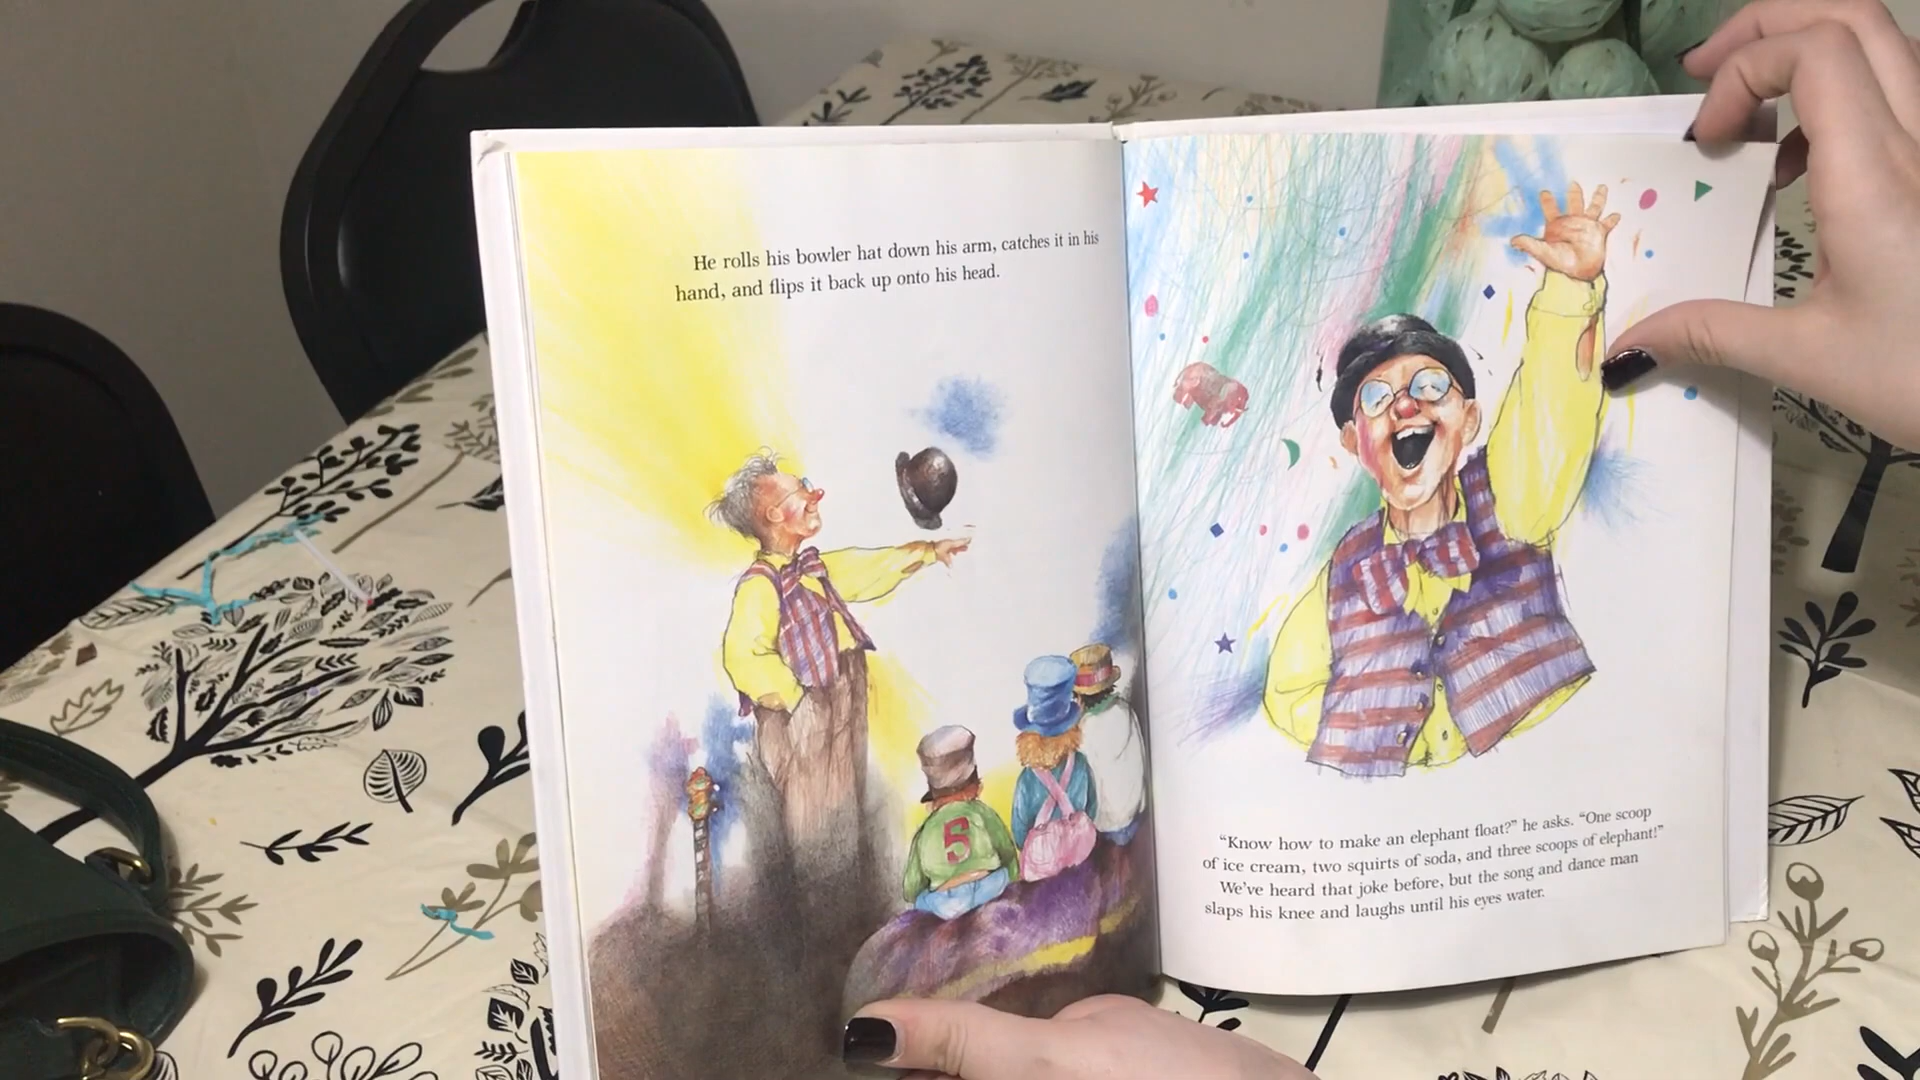 He rolls his bowler hat down his arm, catches it in his
hand, and flips it back up onto his head.
5
“Know how to make an elephant float?” he asks. “One scoop
of ice cream, two squirts of soda, and three scoops of elephant!”
We’ve heard that joke before, but the song and dance man
slaps his knee and laughs until his eyes water.